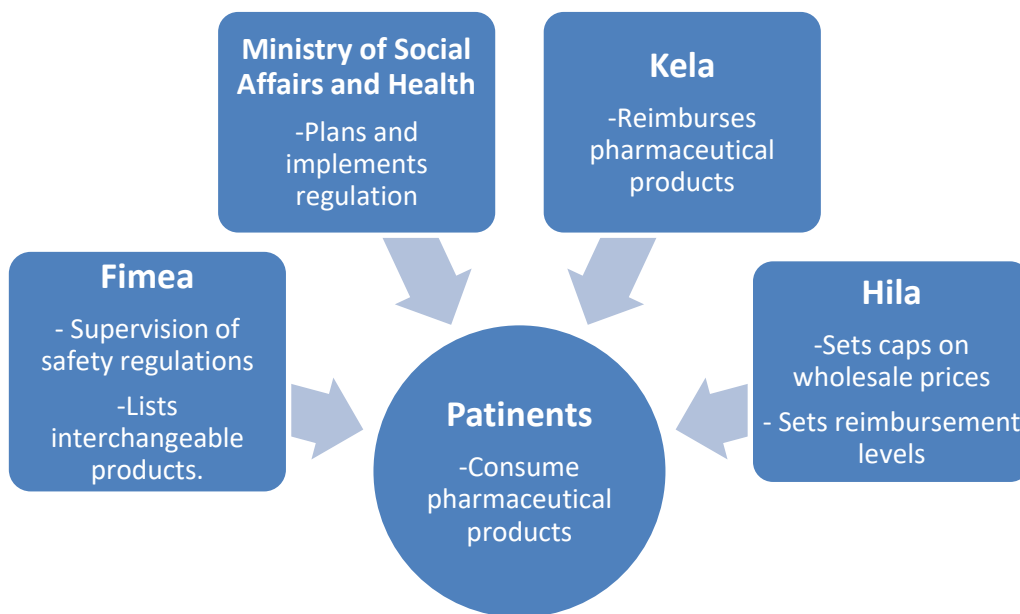 Ministry of Social
Affairs and Health
-Plans and
implements
regulation
Kela
-Reimburses
pharmaceutical
products
Fimea
- Supervision of
safety regulations
-Lists
interchangeable
products.
Hila
-Sets caps on
wholesale prices
- Sets reimbursement
levels
Patinents
-Consume
pharmaceutical
products